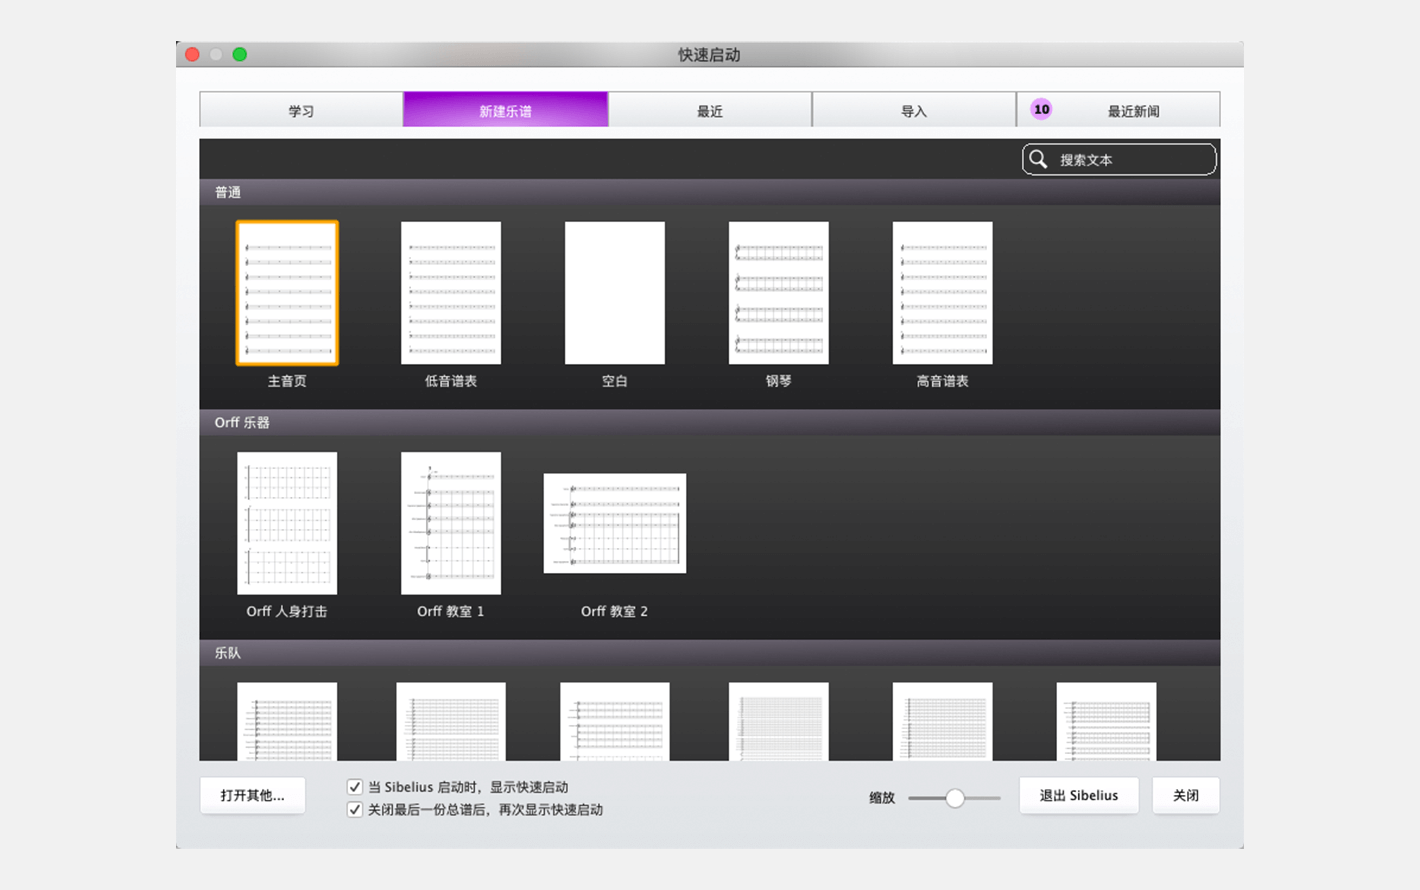 快速启动
学习
新建乐谱
最近
导入
10
最近新闻
搜索文本
普通
主音页
低音谱表
空白
钢琴
高音谱表
Orff 乐器
Orff 人身打击
Orff 教室 1
Orff 教室 2
乐队
打开其他...
当 Sibelius 启动时，显示快速启动
关闭最后一份总谱后，再次显示快速启动
缩放
退出 Sibelius
关闭